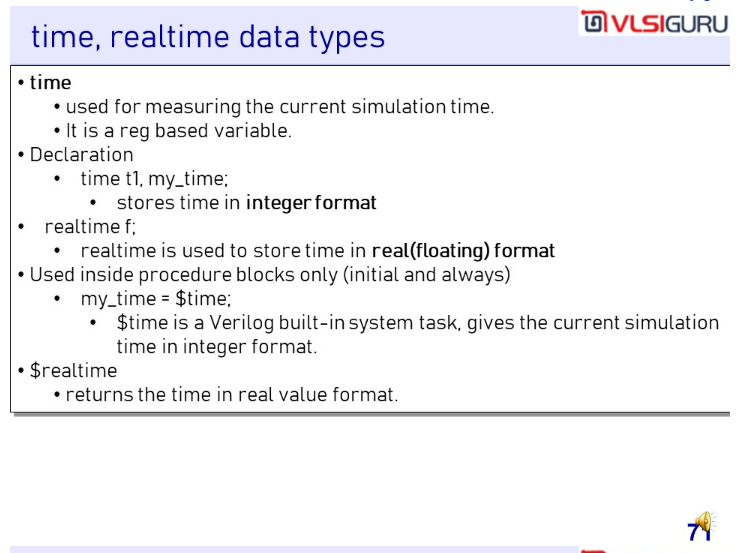 time, realtime data types
VLSIGURU
• time
• used for measuring the current simulation time.
• It is a reg based variable.
• Declaration
• time t1, my_time;
• stores time in integer format
• realtime f;
• realtime is used to store time in real(floating) format
• Used inside procedure blocks only (initial and always)
• my_time = $time;
• $time is a Verilog built-in system task, gives the current simulation
time in integer format.
• $realtime
• returns the time in real value format.